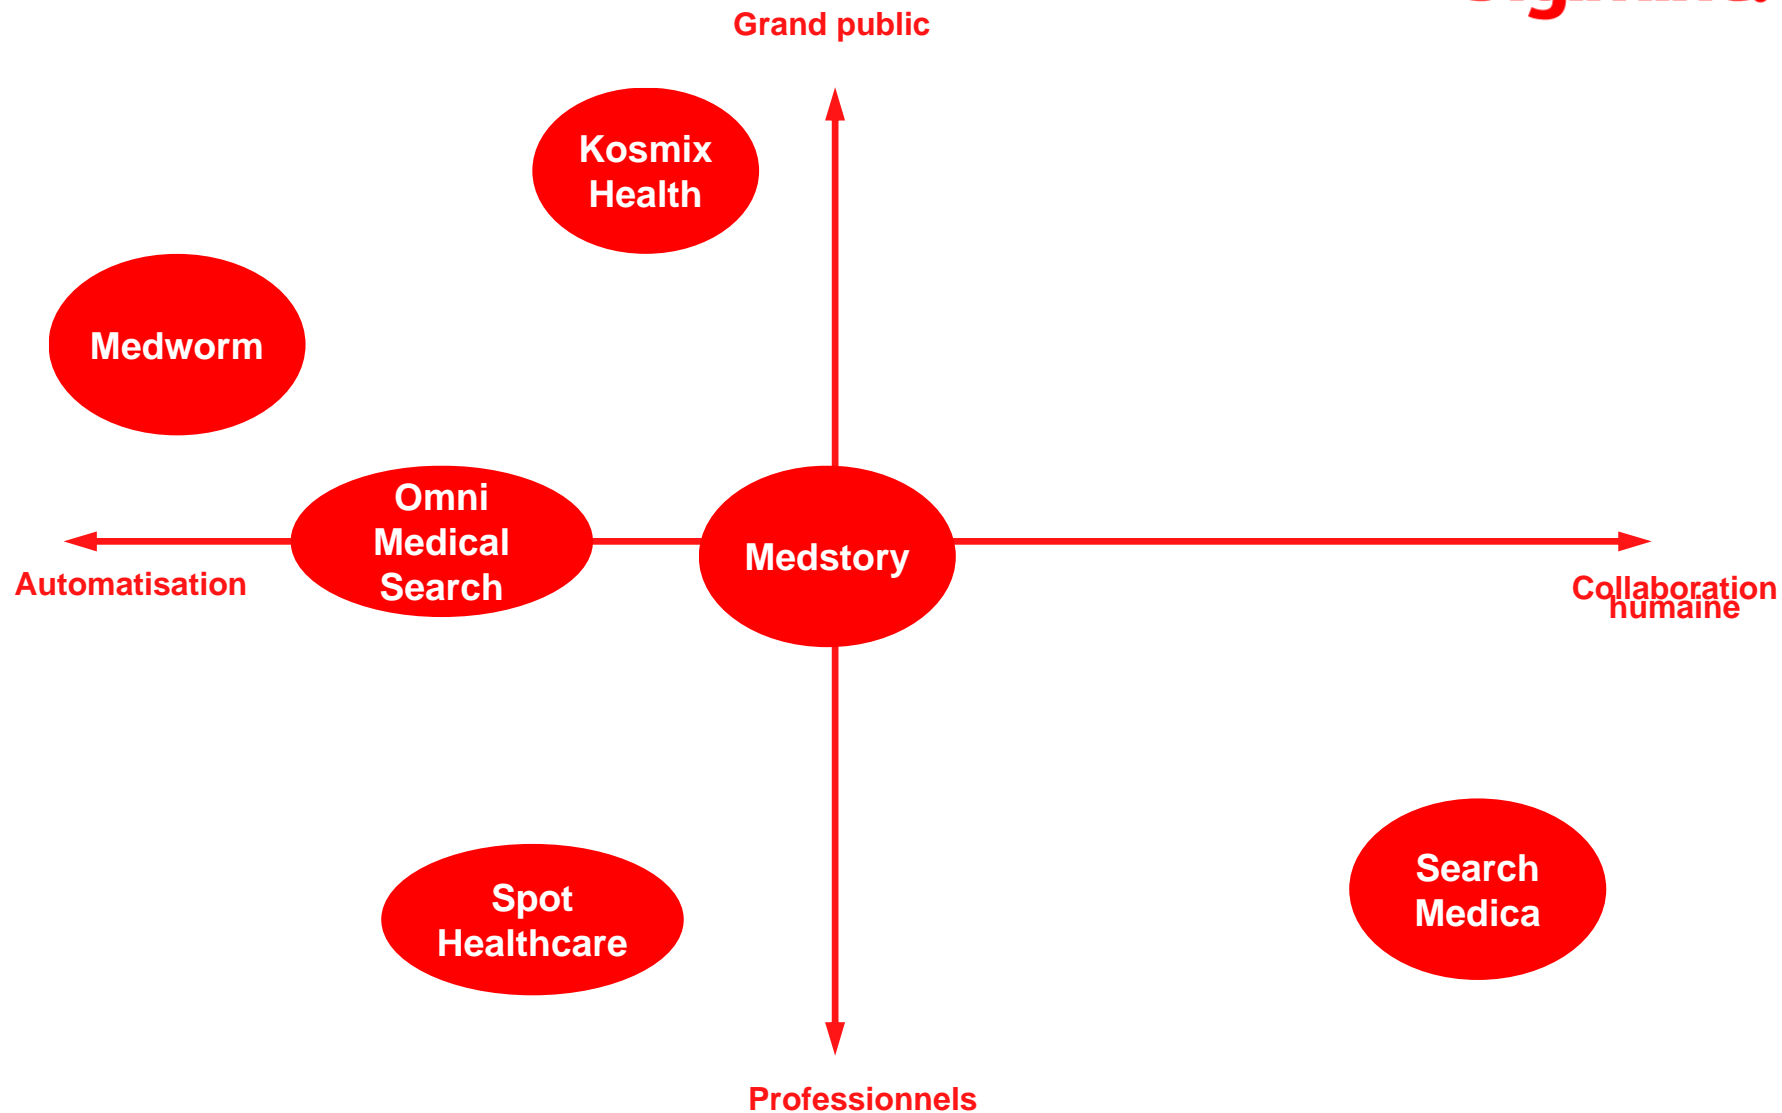 Grand public
Kosmix
Health
Medworm
Omni
Medical
Search
Medstory
Automatisation
Collaboration
humaine
Search
Medica
Spot
Healthcare
Professionnels